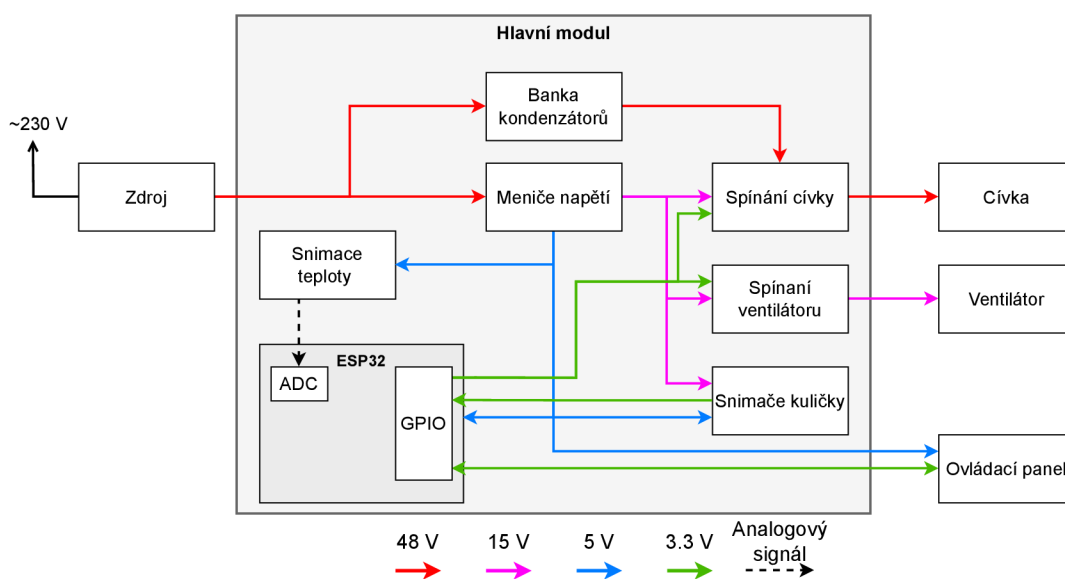 Hlavní modul
~230 V
Banka
kondenzátorů
Zdroj
Meniče napětí
Spínání cívky
Cívka
Snimace
teploty
Spínaní
ventilátoru
Ventilátor
ESP32
ADC
GPIO
Snimače kuličky
Ovládací panel
48 V
15 V
5 V
3.3 V
Analogový
signál